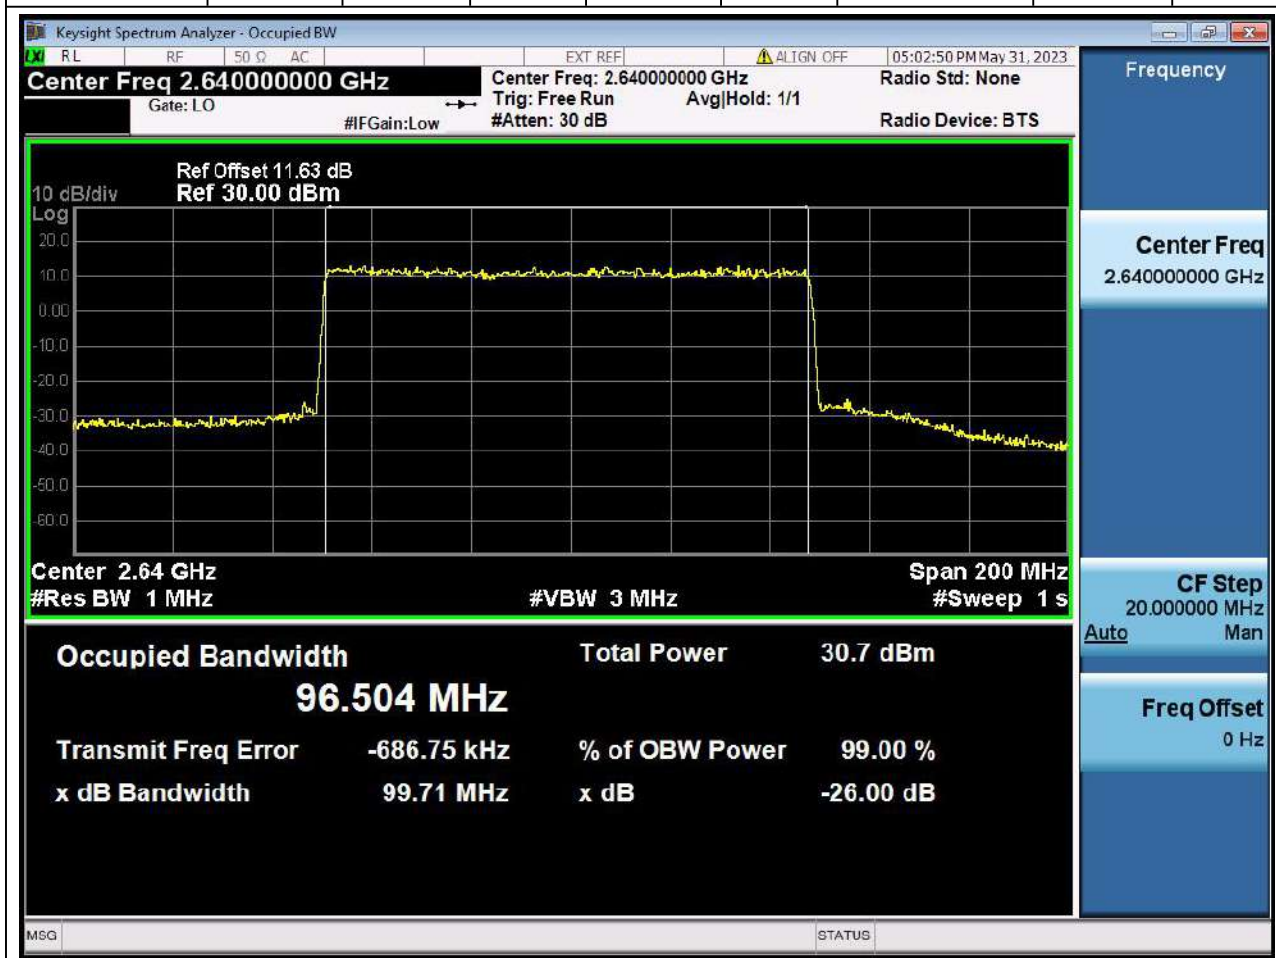 Keysight Spectrum Analyzer - Occupied BW
LXI RL RF 50 Ω AC EXT REF ALIGN OFF 05:02:50 PM May 31, 2023
Center Freq 2.640000000 GHz
Gate: LO
#IFGain:Low
Center Freq: 2.640000000 GHz
Trig: Free Run Avg|Hold: 1/1
#Atten: 30 dB
Radio Std: None
Radio Device: BTS
Ref Offset 11.63 dB
10 dB/div Ref 30.00 dBm
Log
20.0
10.0
0.00
-10.0
-20.0
-30.0
-40.0
-50.0
-60.0
Center 2.64 GHz Span 200 MHz
#Res BW 1 MHz #VBW 3 MHz #Sweep 1 s
Occupied Bandwidth Total Power 30.7 dBm
96.504 MHz
Transmit Freq Error -686.75 kHz % of OBW Power 99.00 %
x dB Bandwidth 99.71 MHz x dB -26.00 dB
MSG STATUS
Frequency
Center Freq
2.640000000 GHz
CF Step
20.000000 MHz
Auto Man
Freq Offset
0 Hz